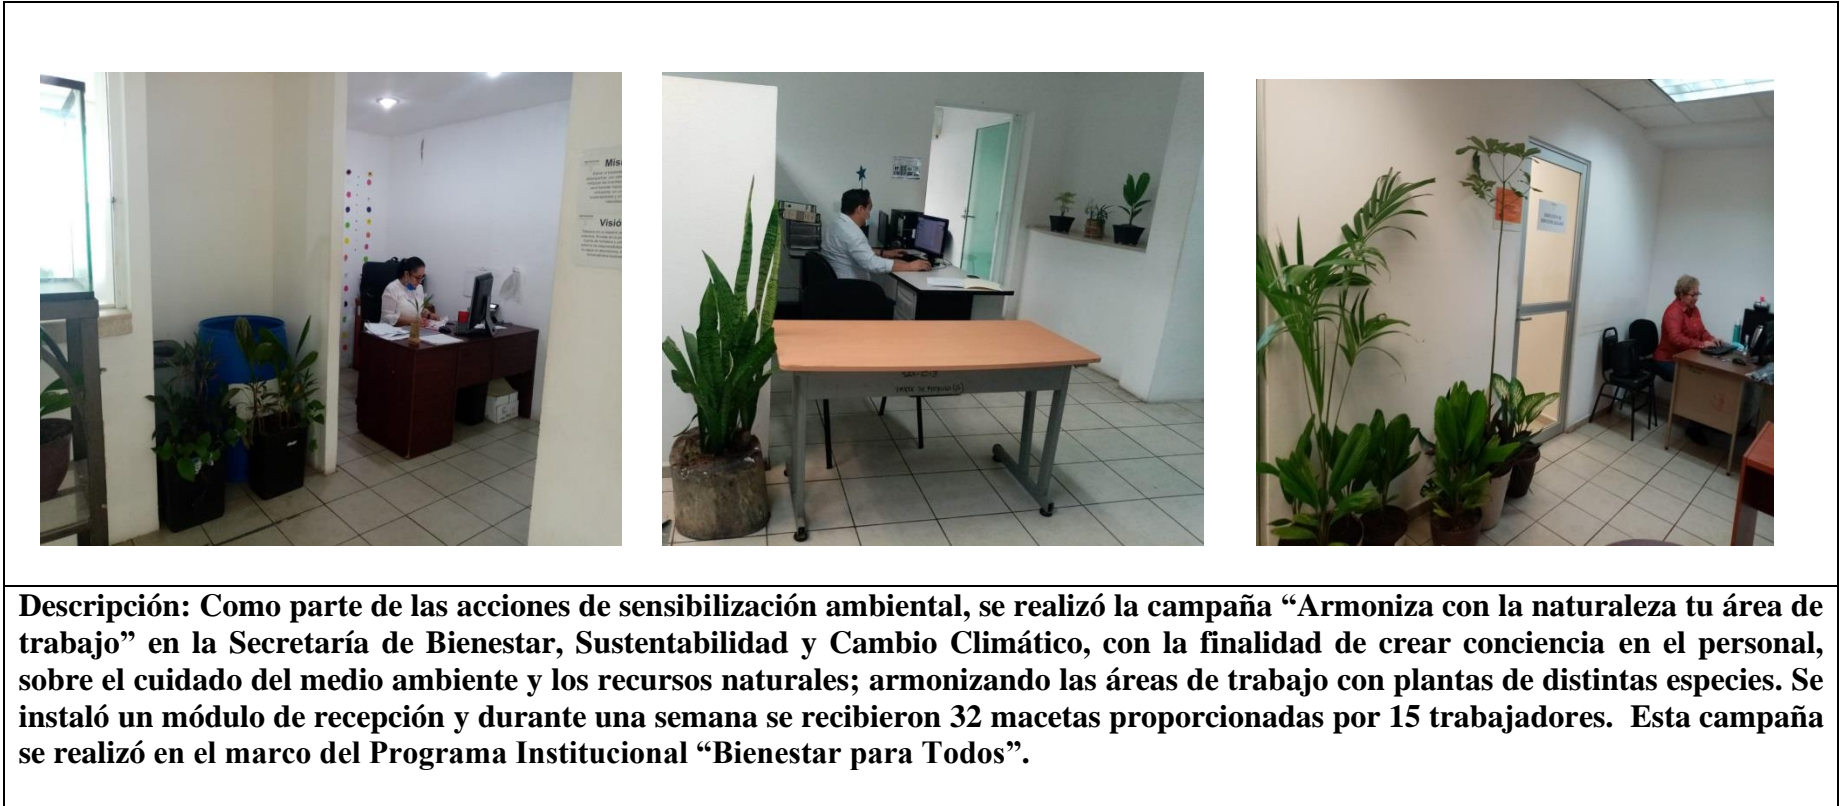 Mis
Visió
Descripción: Como parte de las acciones de sensibilización ambiental, se realizó la campaña “Armoniza con la naturaleza tu área de
trabajo” en la Secretaría de Bienestar, Sustentabilidad y Cambio Climático, con la finalidad de crear conciencia en el personal,
sobre el cuidado del medio ambiente y los recursos naturales; armonizando las áreas de trabajo con plantas de distintas especies. Se
instaló un módulo de recepción y durante una semana se recibieron 32 macetas proporcionadas por 15 trabajadores. Esta campaña
se realizó en el marco del Programa Institucional “Bienestar para Todos”.